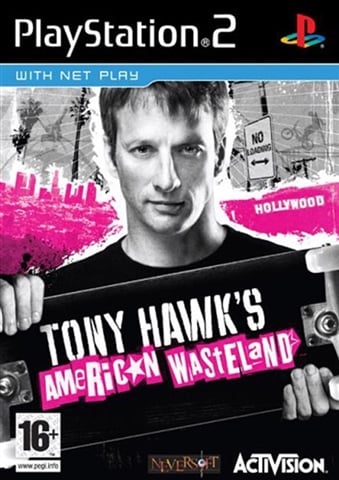 PlayStation®2
WITH NET PLAY
NO
LOADING
HOLLYWOOD
TONY HAWK'S
AMERICAN WASTELAND
16+
www.pegi.info
NEVERSOFT
ACTIVISION